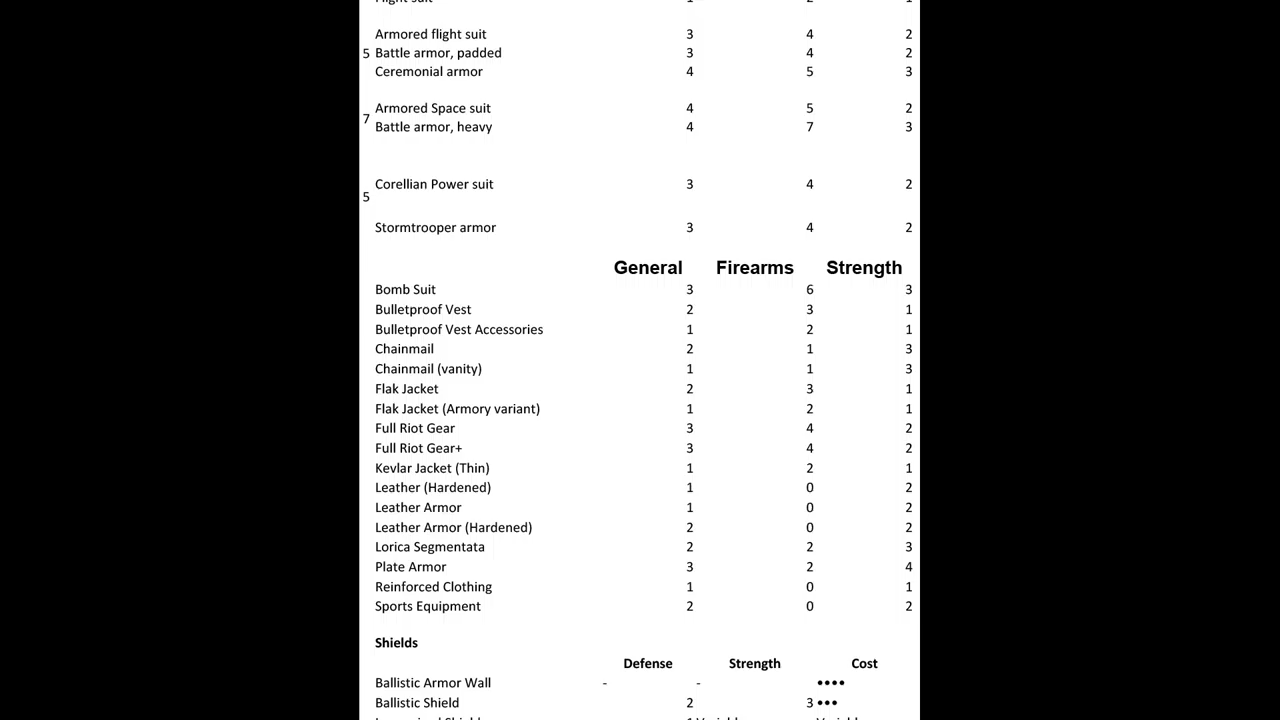 Flight suit 1 2 1
Armored flight suit 3 4 2
5 Battle armor, padded 3 4 2
Ceremonial armor 4 5 3
Armored Space suit 4 5 2
7
Battle armor, heavy 4 7 3
Corellian Power suit 3 4 2
5
Stormtrooper armor 3 4 2
General Firearms Strength
Bomb Suit 3 6 3
Bulletproof Vest 2 3 1
Bulletproof Vest Accessories 1 2 1
Chainmail 2 1 3
Chainmail (vanity) 1 1 3
Flak Jacket 2 3 1
Flak Jacket (Armory variant) 1 2 1
Full Riot Gear 3 4 2
Full Riot Gear+ 3 4 2
Kevlar Jacket (Thin) 1 2 1
Leather (Hardened) 1 0 2
Leather Armor 1 0 2
Leather Armor (Hardened) 2 0 2
Lorica Segmentata 2 2 3
Plate Armor 3 2 4
Reinforced Clothing 1 0 1
Sports Equipment 2 0 2
Shields
Defense Strength Cost
Ballistic Armor Wall - - ••••
Ballistic Shield 2 3 •••